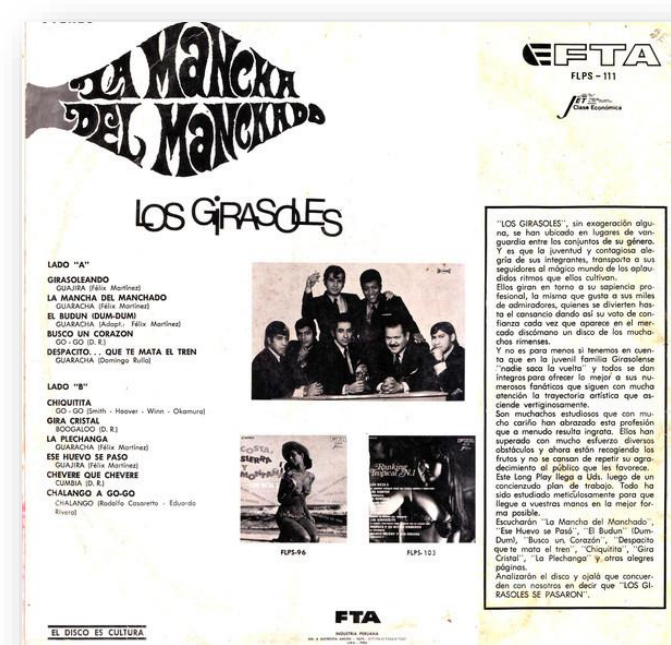 LA MANCHA
DEL MANCHADO
LOS GIRASOLES
EFTA
FLPS - 111
JET
Clase Económica
LADO "A"
GIRASOLEANDO
GUAJIRA (Félix Martínez)
LA MANCHA DEL MANCHADO
GUARACHA (Félix Martínez)
EL BUDUN (DUM-DUM)
GUARACHA (Adapt.: Félix Martínez)
BUSCO UN CORAZON
GO - GO (D. R.)
DESPACITO. . . QUE TE MATA EL TREN
GUARACHA (Domingo Rullo)
LADO "B"
CHIQUITITA
GO - GO (Smith - Hoover - Winn - Okamura)
GIRA CRISTAL
BOOGALOO (D. R.)
LA PLECHANGA
GUARACHA (Félix Martínez)
ESE HUEVO SE PASO
GUAJIRA (Félix Martínez)
CHEVERE QUE CHEVERE
CUMBIA (D. R.)
CHALANGO A GO-GO
CHALANGO (Rodolfo Casaretto - Eduardo
Rivera)
COSTA,
SIERRA
Y
MONTAÑA
FLPS-96
Ranking
Tropical Nº1
FLPS-103
"LOS GIRASOLES", sin exageración algu-
na, se han ubicado en lugares de van-
guardia entre los conjuntos de su género.
Y es que la juventud y contagiosa ale-
gría de sus integrantes, transporta a sus
seguidores al mágico mundo de los aplau-
didos ritmos que ellos cultivan.
Ellos giran en torno a su sapiencia pro-
fesional, la misma que gusta a sus miles
de admiradores, quienes se divierten has-
ta el cansancio dando así su voto de con-
fianza cada vez que aparece en el mer-
cado discómano un disco de los mucha-
chos rimenses.
Y no es para menos si tenemos en cuen-
ta que en la juvenil familia Girasolense
"nadie saca la vuelta" y todos se dan
íntegros para ofrecer lo mejor a sus nu-
merosos fanáticos que siguen con mucha
atención la trayectoria artística que as-
ciende vertiginosamente.
Son muchachos estudiosos que con mu-
cho cariño han abrazado esta profesión
que a menudo resulta ingrata. Ellos han
superado con mucho esfuerzo diversos
obstáculos y ahora están recogiendo los
frutos y no se cansan de repetir su agra-
decimiento al público que les favorece.
Este Long Play llega a Uds. luego de un
concienzudo plan de trabajo. Todo ha
sido estudiado metículosamente para que
llegue a vuestras manos en la mejor for-
ma posible.
Escucharán "La Mancha del Manchado",
"Ese Huevo se Pasó", "El Budun" (Dum-
Dum), "Busco un Corazón", "Despacito
que te mata el tren", "Chiquitita", "Gira
Cristal", "La Plechanga" y otras alegres
páginas.
Analizarán el disco y ojalá que concuer-
den con nosotros en decir que "LOS GI-
RASOLES SE PASARON".
EL DISCO ES CULTURA
FTA
INDUSTRIA PERUANA